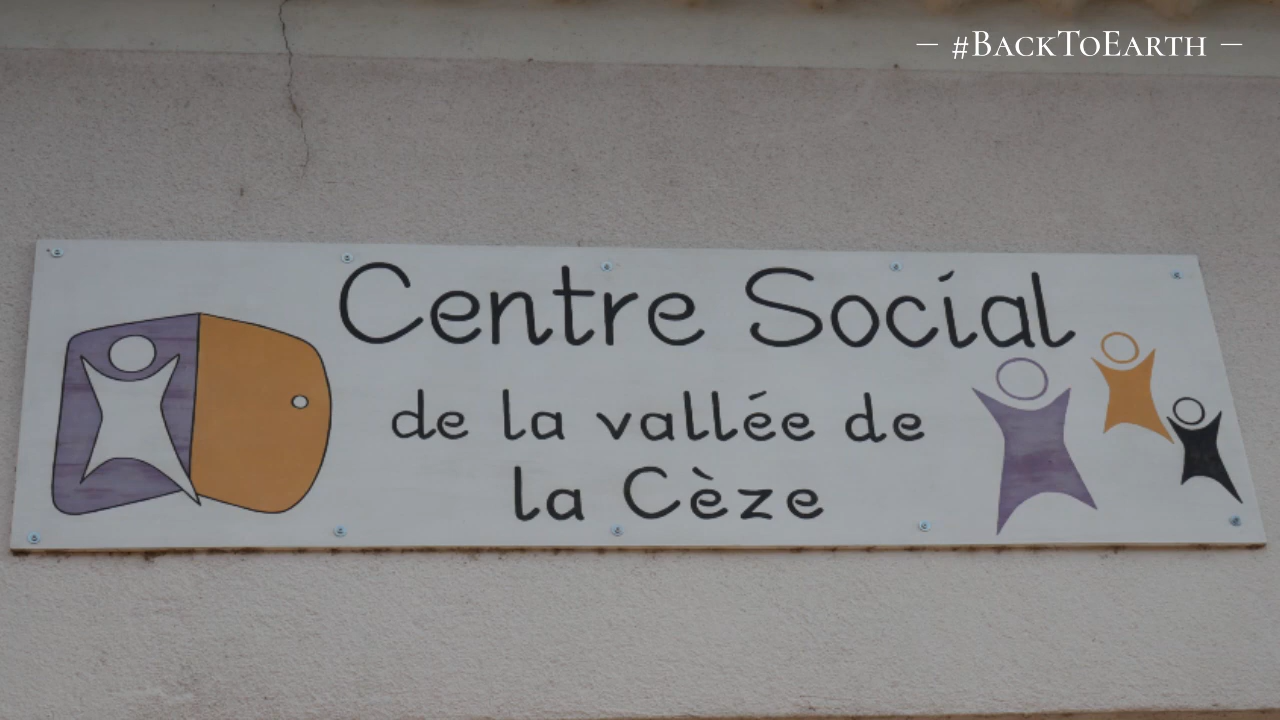 — #BackToEarth —
Centre Social
de la vallée de
la Cèze